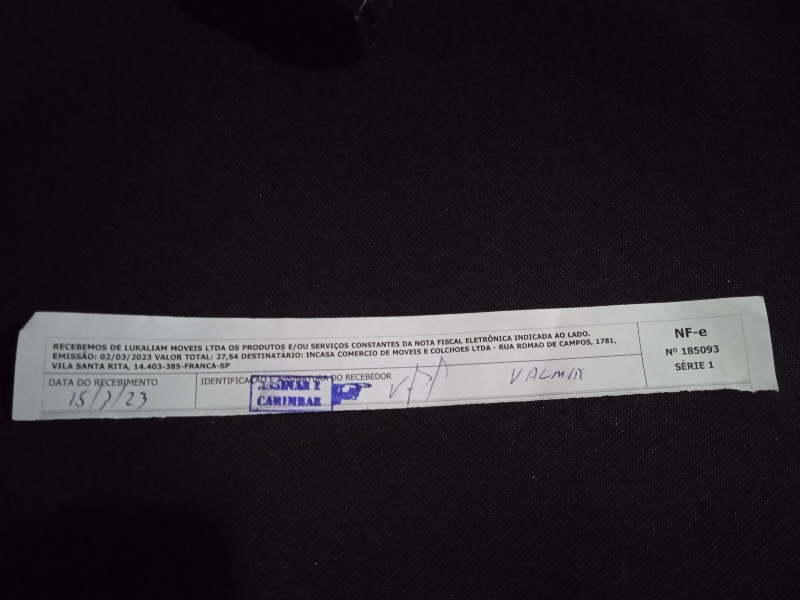 RECEBEMOS DE LUKALIAM MOVEIS LTDA OS PRODUTOS E/OU SERVIÇOS CONSTANTES DA NOTA FISCAL ELETRÔNICA INDICADA AO LADO.
EMISSÃO: 02/03/2023 VALOR TOTAL: 27,54 DESTINATÁRIO: INCASA COMERCIO DE MOVEIS E COLCHOES LTDA - RUA ROMAO DE CAMPOS, 1781,
VILA SANTA RITA, 14.403-385-FRANCA-SP
NF-e
Nº 185093
SÉRIE 1
DATA DO RECEBIMENTO
15/3/23
IDENTIFICAÇÃO E ASSINATURA DO RECEBEDOR
ASSINAR E
CARIMBAR
VALMIR